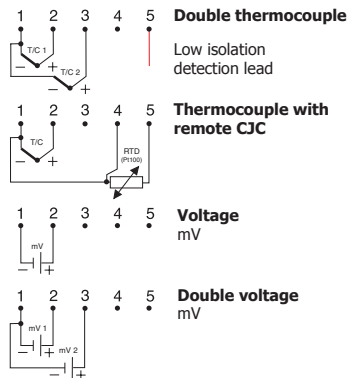 1 2 3 4 5
Double thermocouple
T/C 1
– +
T/C 2
– +
Low isolation
detection lead
1 2 3 4 5
Thermocouple with
remote CJC
T/C
– +
RTD
(Pt100)
1 2 3 4 5
Voltage
mV
mV
– +
1 2 3 4 5
Double voltage
mV
mV 1
– +
mV 2
– +